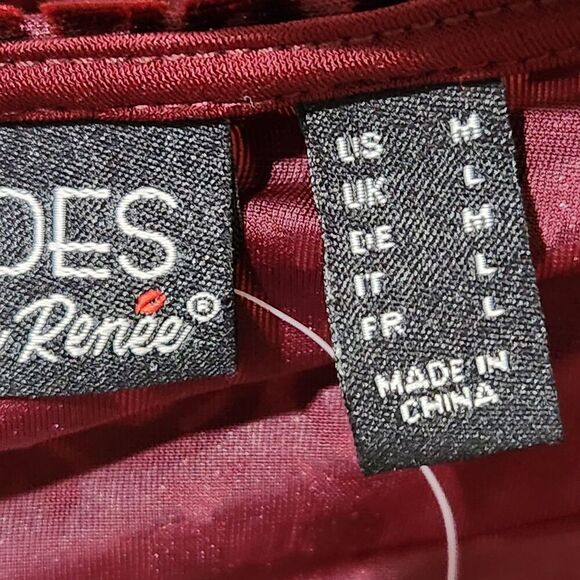 DES
Renée®
US M
UK L
DE M
IT L
FR L
MADE IN
CHINA